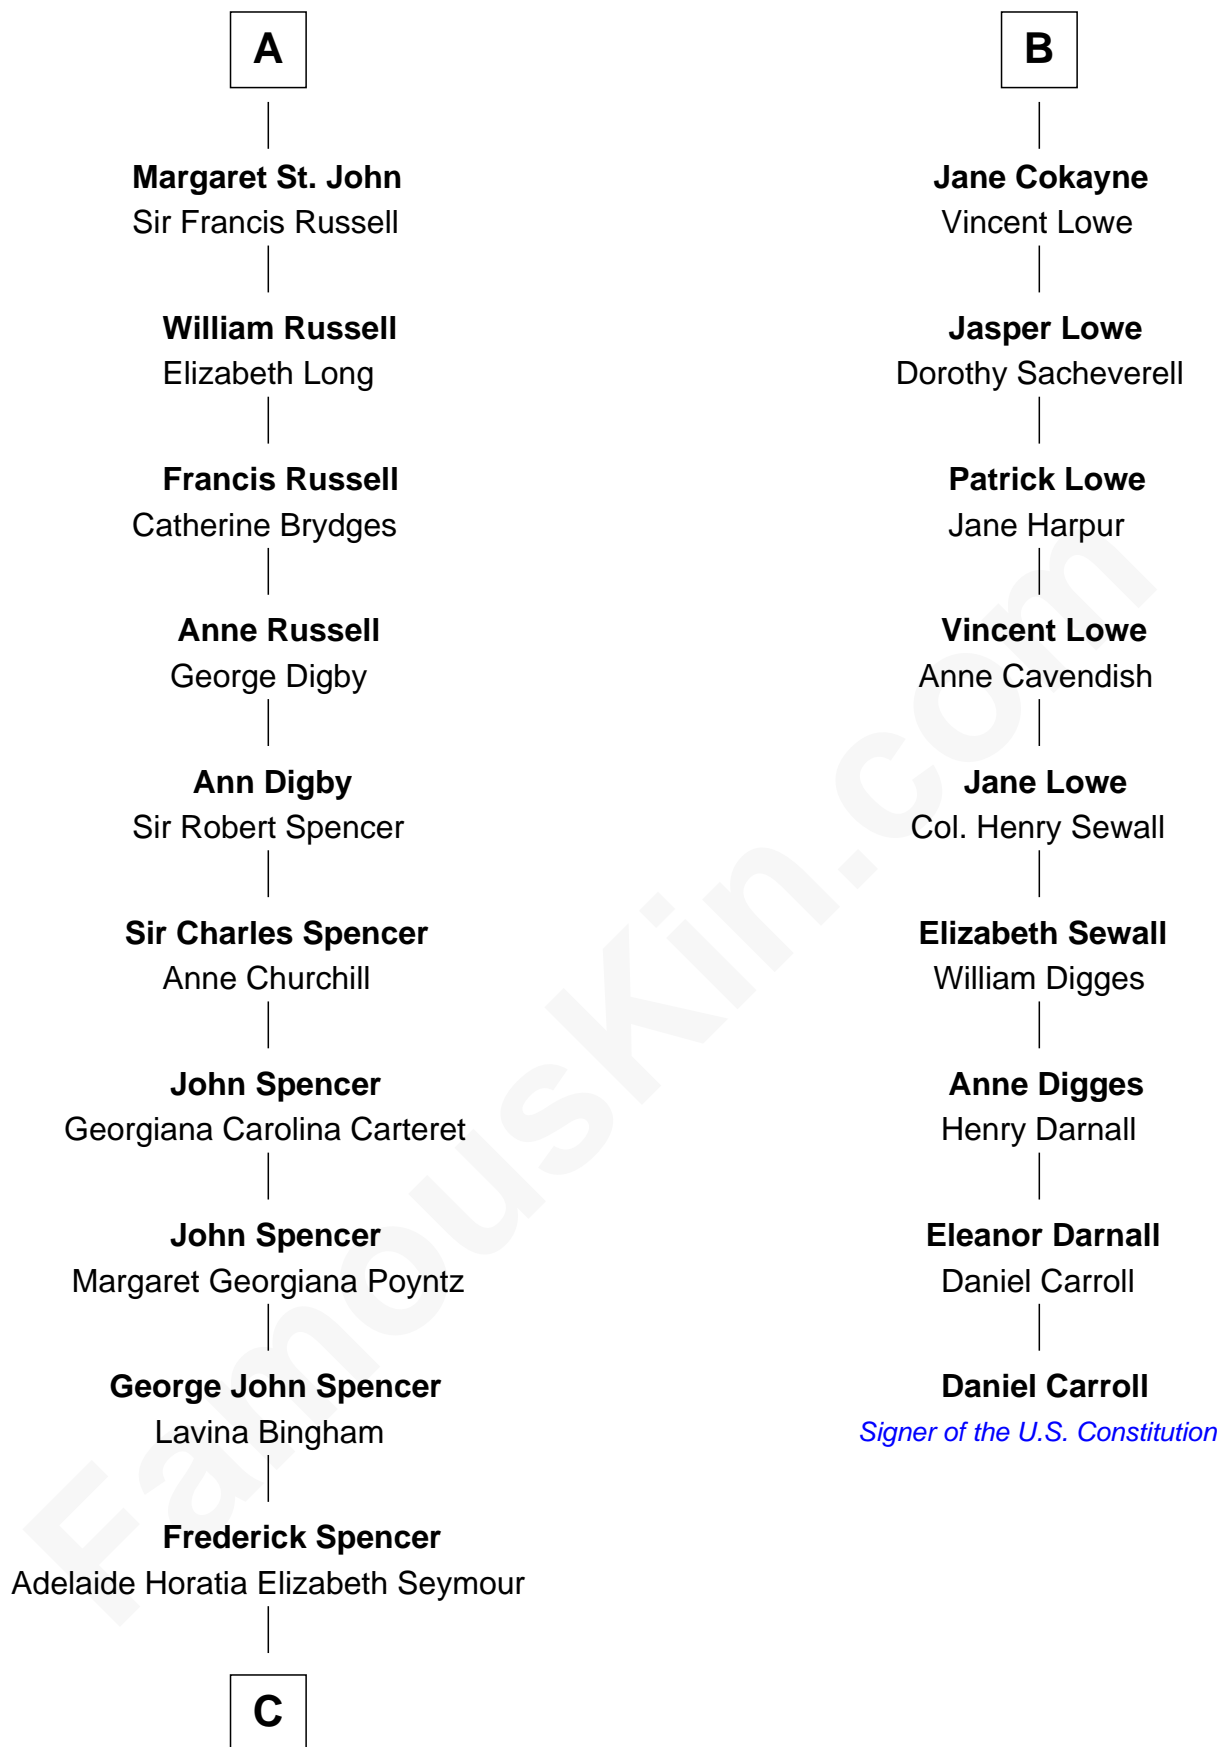 A
Margaret St. John
Sir Francis Russell
William Russell
Elizabeth Long
Francis Russell
Catherine Brydges
Anne Russell
George Digby
Ann Digby
Sir Robert Spencer
Sir Charles Spencer
Anne Churchill
John Spencer
Georgiana Carolina Carteret
John Spencer
Margaret Georgiana Poyntz
George John Spencer
Lavina Bingham
Frederick Spencer
Adelaide Horatia Elizabeth Seymour
C
B
Jane Cokayne
Vincent Lowe
Jasper Lowe
Dorothy Sacheverell
Patrick Lowe
Jane Harpur
Vincent Lowe
Anne Cavendish
Jane Lowe
Col. Henry Sewall
Elizabeth Sewall
William Digges
Anne Digges
Henry Darnall
Eleanor Darnall
Daniel Carroll
Daniel Carroll
Signer of the U.S. Constitution
FamousKin.com